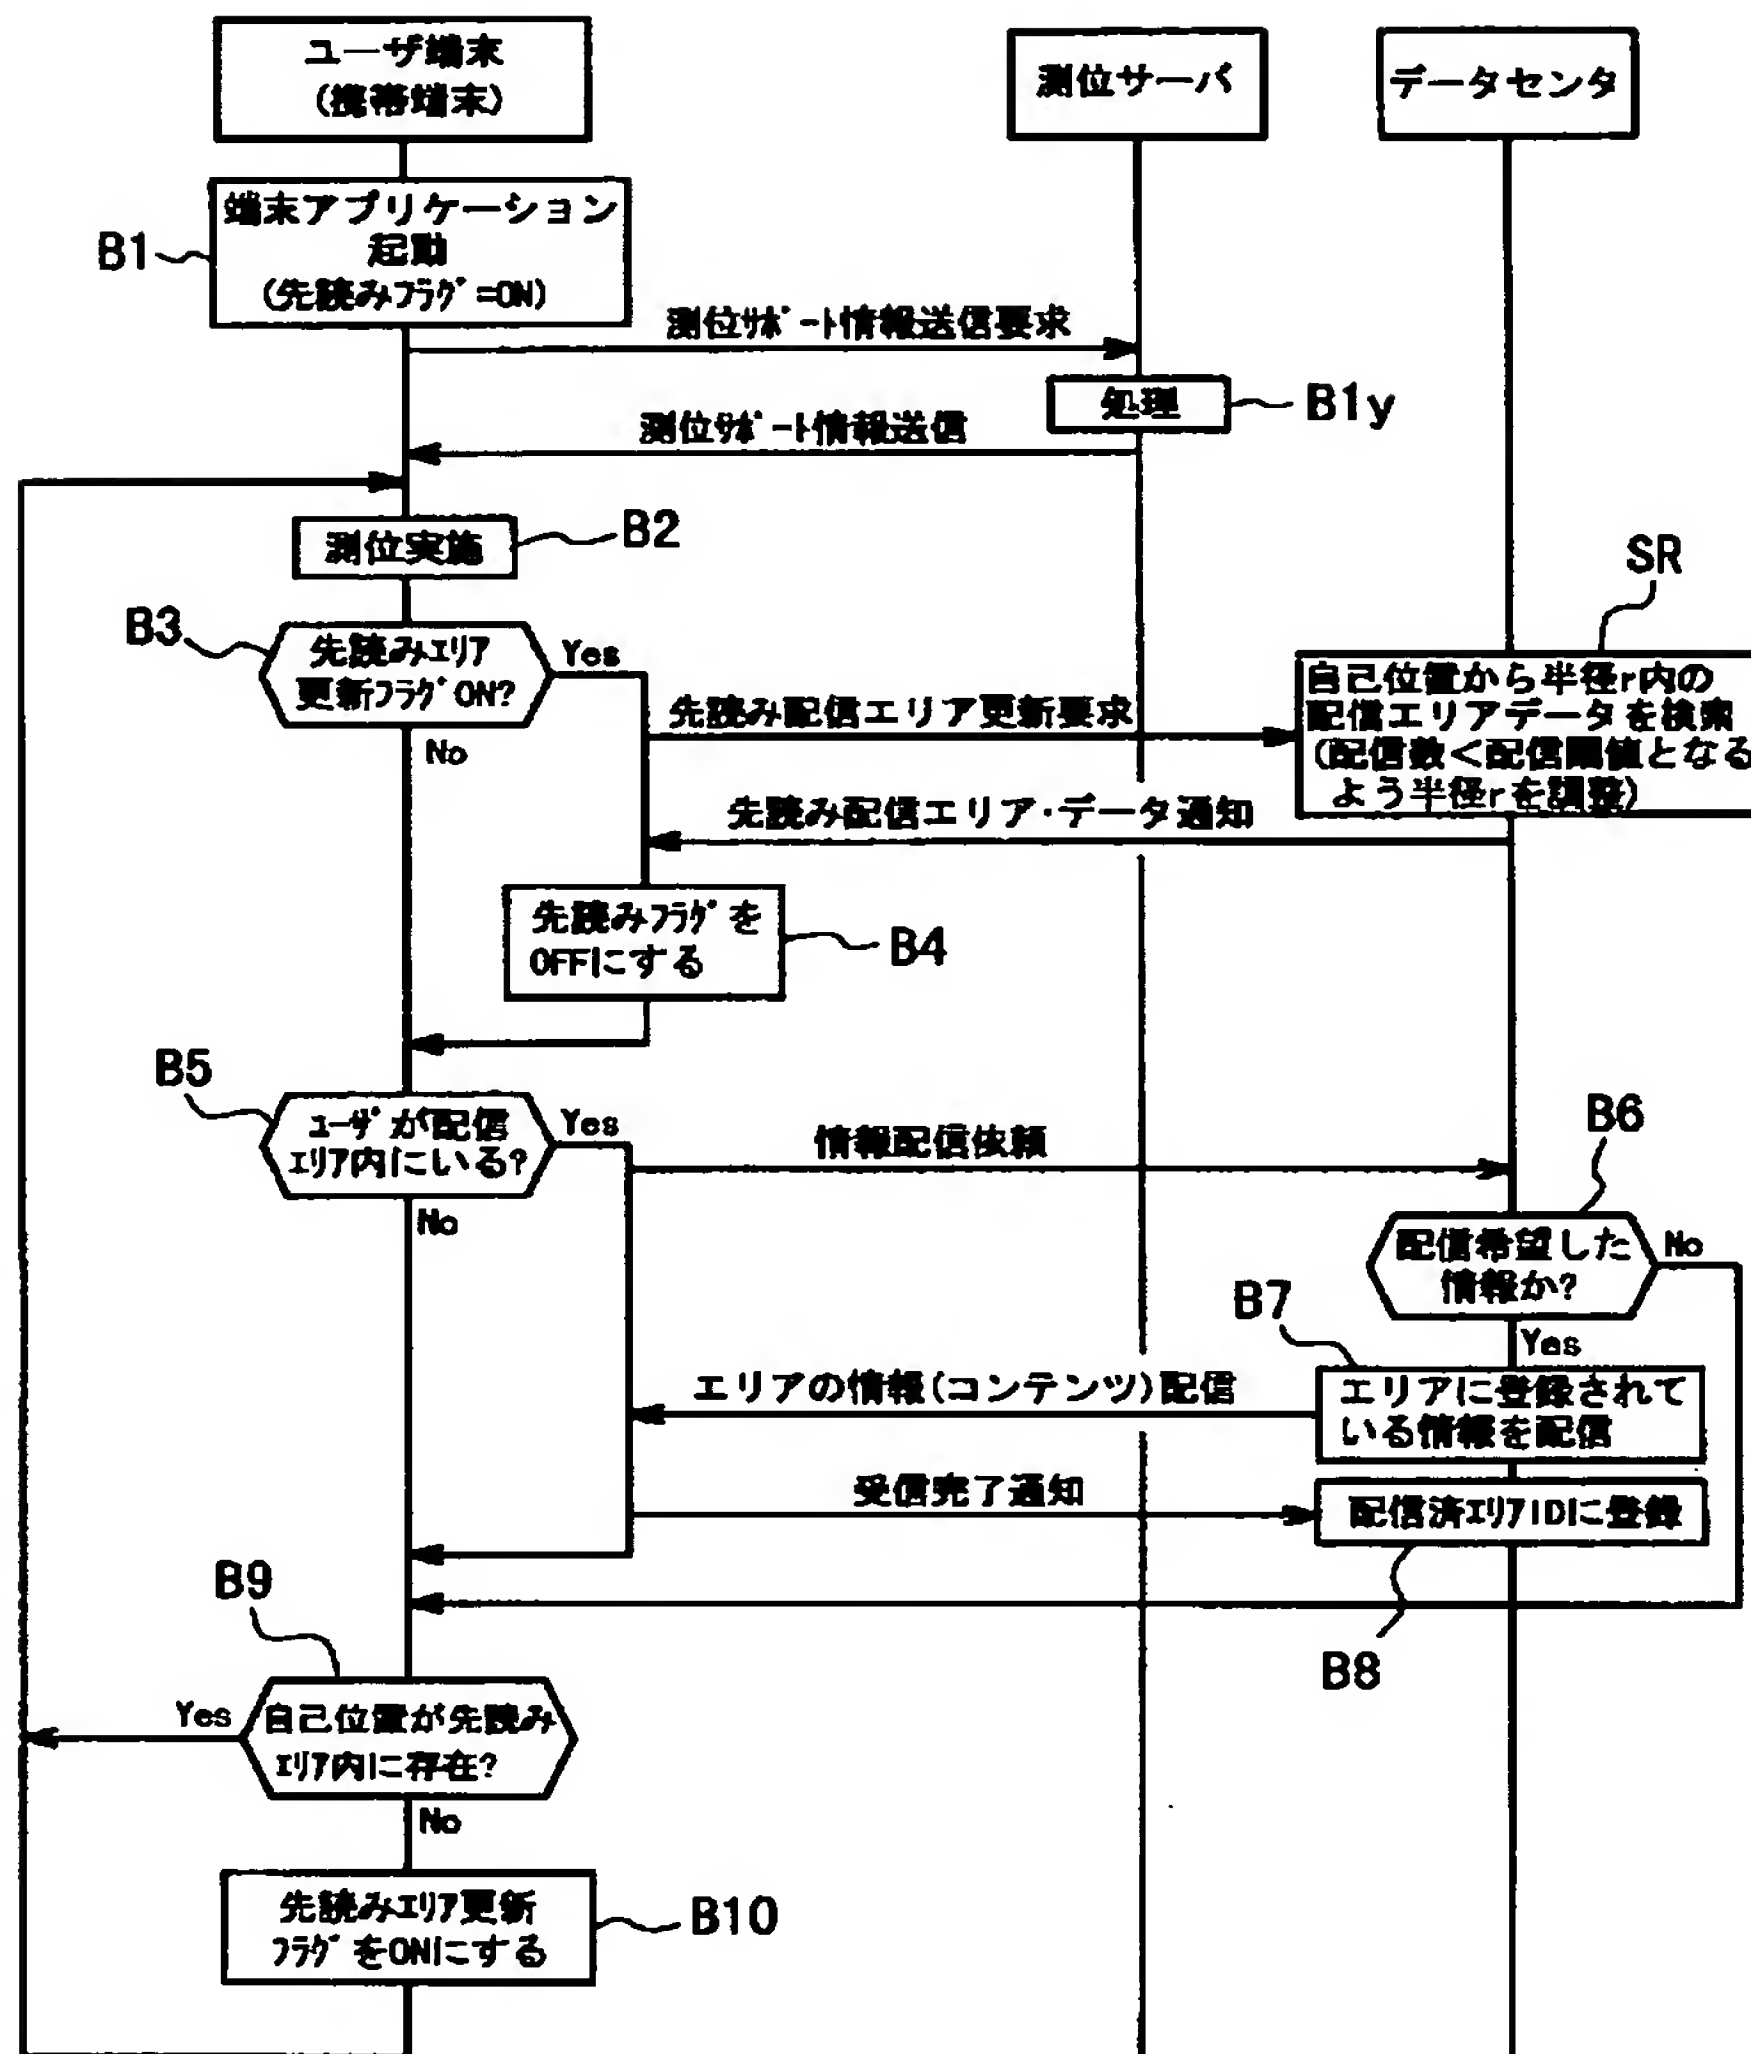 ユーザ端末
(携帯端末)
測位サーバ
データセンタ
端末アプリケーション
起動
(先読みﾌﾗｸﾞ=ON)
B1
測位ｻﾎﾟｰﾄ情報送信要求
処理
B1y
測位ｻﾎﾟｰﾄ情報送信
測位実施
B2
SR
B3
先読みｴﾘｱ
更新ﾌﾗｸﾞON?
Yes
No
先読み配信エリア更新要求
自己位置から半径r内の
配信エリアデータを検索
(配信数<配信閾値となる
よう半径rを調整)
先読み配信エリア・データ通知
先読みﾌﾗｸﾞを
OFFにする
B4
B5
ﾕｰｻﾞが配信
ｴﾘｱ内にいる?
Yes
No
情報配信依頼
B6
配信希望した
情報か?
No
Yes
B7
エリアの情報(コンテンツ)配信
エリアに登録されて
いる情報を配信
受信完了通知
配信済ｴﾘｱIDに登録
B8
B9
自己位置が先読み
ｴﾘｱ内に存在?
Yes
No
先読みｴﾘｱ更新
ﾌﾗｸﾞをONにする
B10